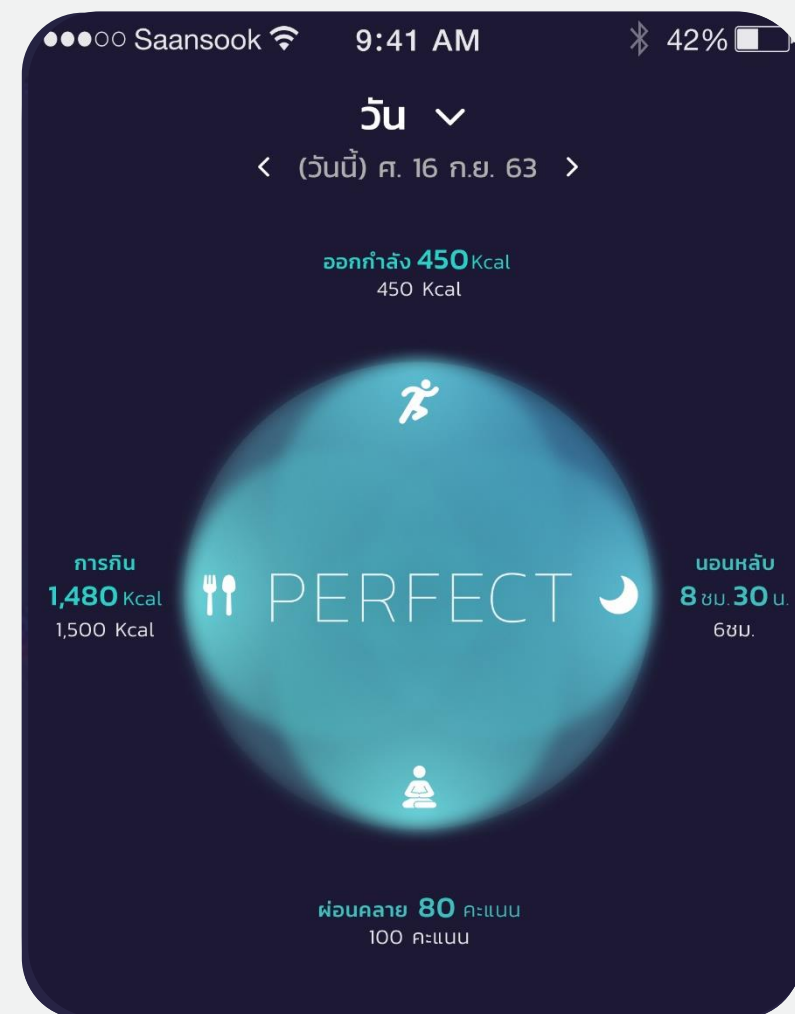 Saansook 9:41 AM 42%
วัน
(วันนี้) ศ. 16 ก.ย. 63
ออกกำลัง 450 Kcal
450 Kcal
การกิน
1,480 Kcal
1,500 Kcal
PERFECT
นอนหลับ
8 ชม. 30 น.
6ชม.
ผ่อนคลาย 80 คะแนน
100 คะแนน